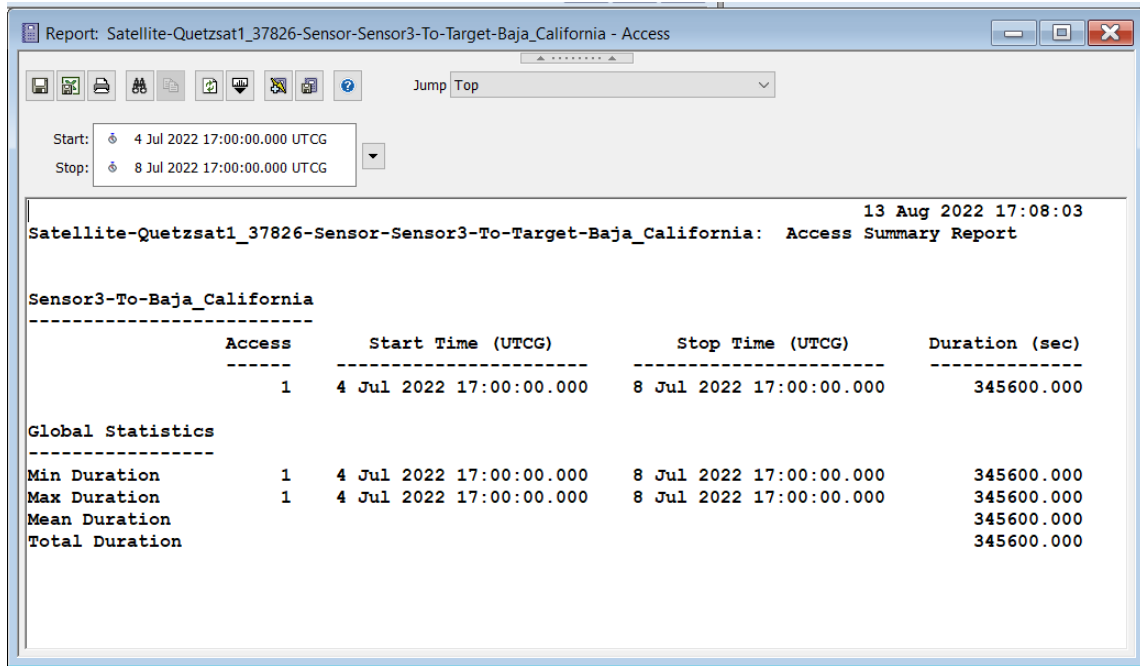 Report: Satellite-Quetzsat1_37826-Sensor-Sensor3-To-Target-Baja_California - Access
Jump Top
Start: 4 Jul 2022 17:00:00.000 UTCG
Stop: 8 Jul 2022 17:00:00.000 UTCG
13 Aug 2022 17:08:03
Satellite-Quetzsat1_37826-Sensor-Sensor3-To-Target-Baja_California:  Access Summary Report
Sensor3-To-Baja_California
--------------------------
Access    Start Time (UTCG)    Stop Time (UTCG)    Duration (sec)
------    -----------------------    -----------------------    --------------
1    4 Jul 2022 17:00:00.000    8 Jul 2022 17:00:00.000    345600.000
Global Statistics
-----------------
Min Duration    1    4 Jul 2022 17:00:00.000    8 Jul 2022 17:00:00.000    345600.000
Max Duration    1    4 Jul 2022 17:00:00.000    8 Jul 2022 17:00:00.000    345600.000
Mean Duration    345600.000
Total Duration    345600.000